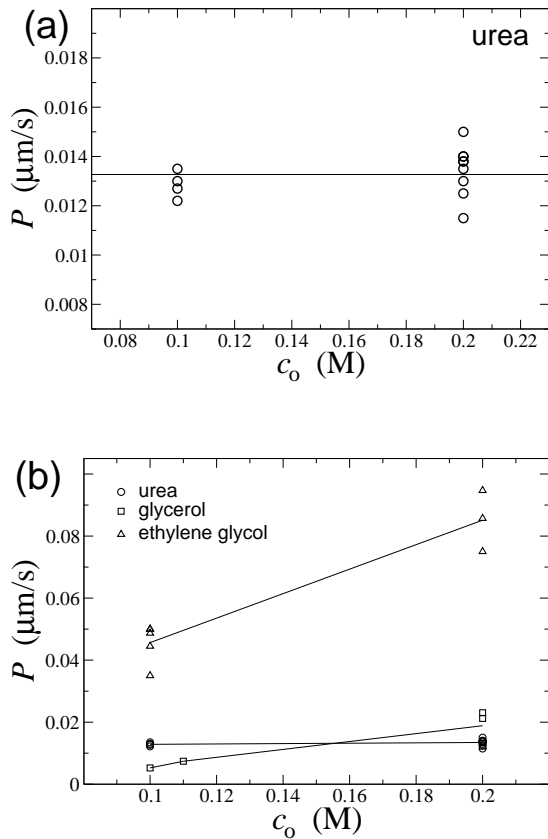 (a)
urea
0.018
0.016
0.014
0.012
0.01
0.008
P (μm/s)
0.08 0.1 0.12 0.14 0.16 0.18 0.2 0.22
c_o (M)
(b)
urea
glycerol
ethylene glycol
0.08
0.06
0.04
0.02
0
P (μm/s)
0.1 0.12 0.14 0.16 0.18 0.2
c_o (M)